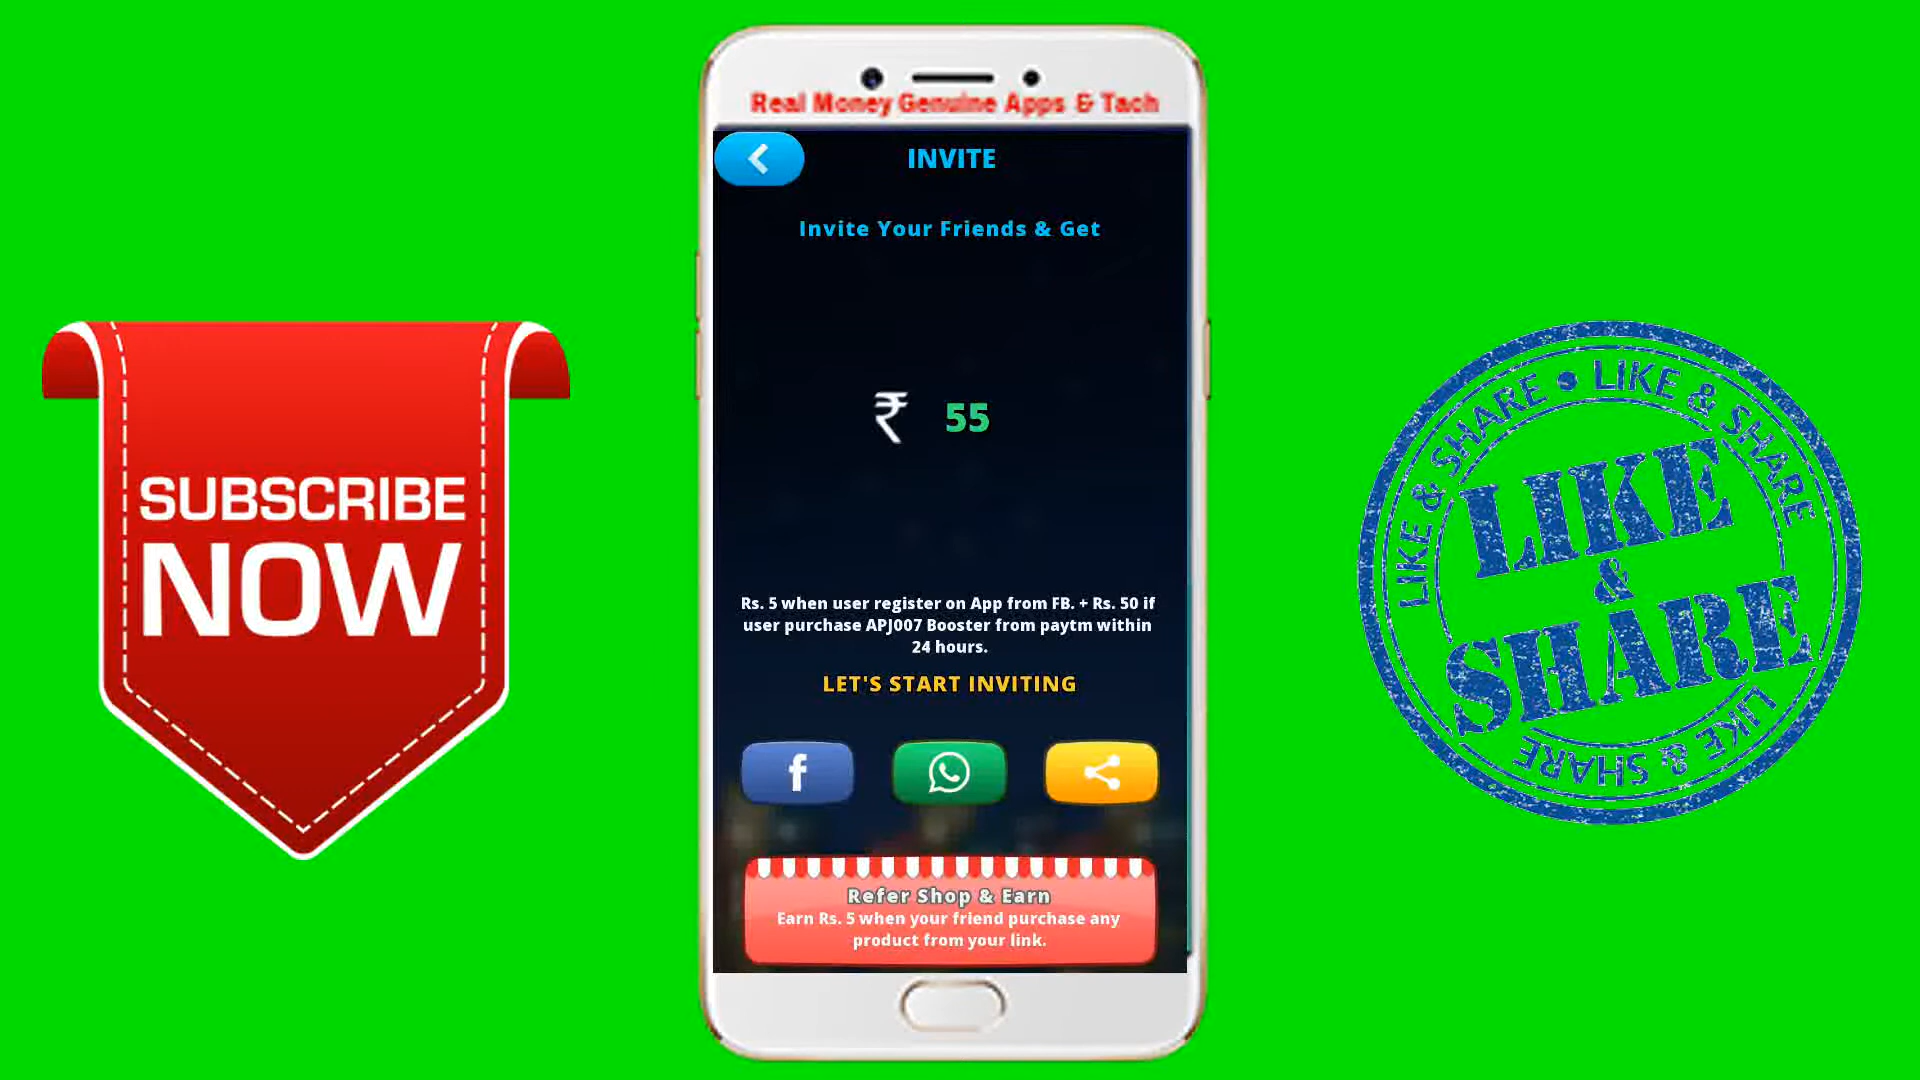 Real Money Genuine Apps & Tach
INVITE
Invite Your Friends & Get
₹ 55
Rs. 5 when user register on App from FB. + Rs. 50 if
user purchase APJ007 Booster from paytm within
24 hours.
LET'S START INVITING
f
Refer Shop & Earn
Earn Rs. 5 when your friend purchase any
product from your link.
SUBSCRIBE
NOW
LIKE & SHARE • LIKE & SHARE
LIKE
&
SHARE
LIKE & SHARE